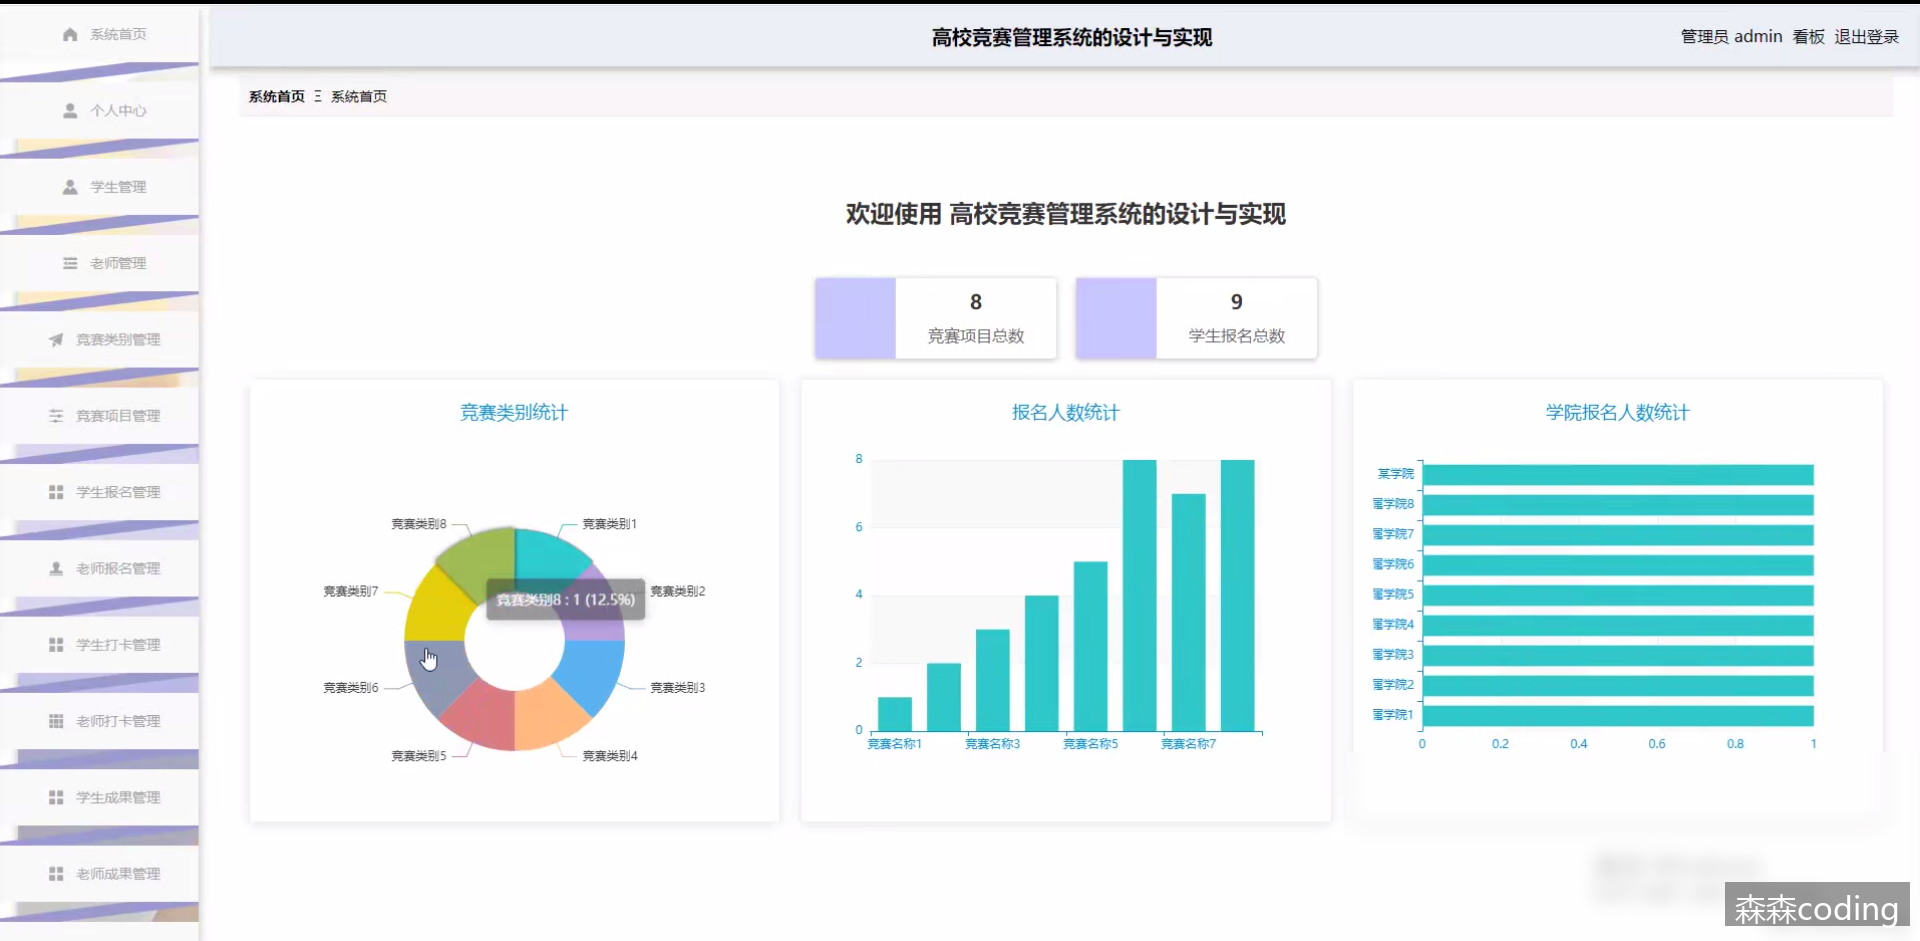 高校竞赛管理系统的设计与实现
管理员 admin 看板 退出登录
系统首页
个人中心
学生管理
老师管理
竞赛类别管理
竞赛项目管理
学生报名管理
老师报名管理
学生打卡管理
老师打卡管理
学生成果管理
老师成果管理
系统首页 Ξ 系统首页
欢迎使用 高校竞赛管理系统的设计与实现
8
竞赛项目总数
9
学生报名总数
竞赛类别统计
竞赛类别8
竞赛类别1
竞赛类别7
竞赛类别2
竞赛类别8 : 1 (12.5%)
竞赛类别6
竞赛类别3
竞赛类别5
竞赛类别4
报名人数统计
8
6
4
2
0
竞赛名称1 竞赛名称3 竞赛名称5 竞赛名称7
学院报名人数统计
某学院
学院8
学院7
学院6
学院5
学院4
学院3
学院2
学院1
0 0.2 0.4 0.6 0.8 1
森森coding